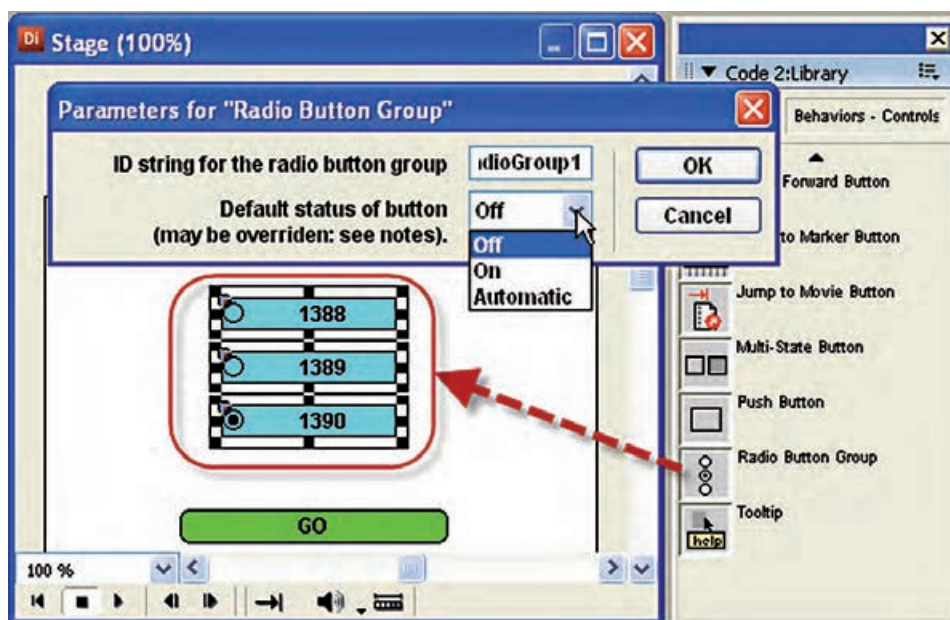 Di Stage (100%)
Parameters for "Radio Button Group"
ID string for the radio button group
dioGroup1
OK
Default status of button
(may be overriden: see notes).
Off
Cancel
Off
On
Automatic
1388
1389
1390
GO
100 %
Code 2:Library
Behaviors - Controls
Forward Button
to Marker Button
Jump to Movie Button
Multi-State Button
Push Button
Radio Button Group
Tooltip
help